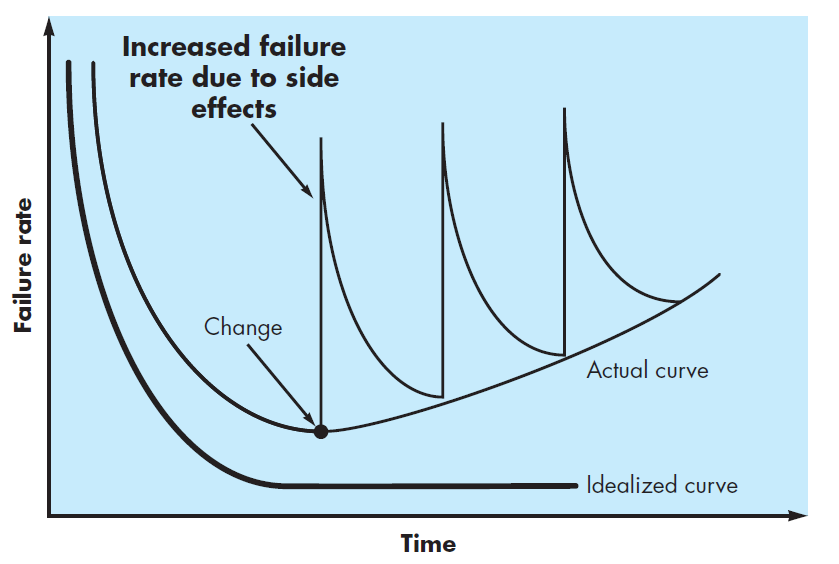 Increased failure
rate due to side
effects
Failure rate
Change
Actual curve
Idealized curve
Time